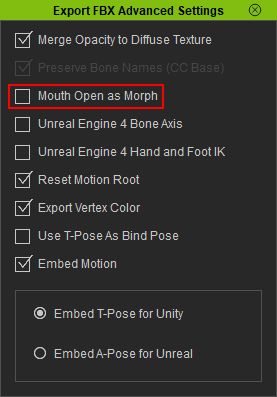 Export FBX Advanced Settings
Merge Opacity to Diffuse Texture
Preserve Bone Names (CC Base)
Mouth Open as Morph
Unreal Engine 4 Bone Axis
Unreal Engine 4 Hand and Foot IK
Reset Motion Root
Export Vertex Color
Use T-Pose As Bind Pose
Embed Motion
Embed T-Pose for Unity
Embed A-Pose for Unreal